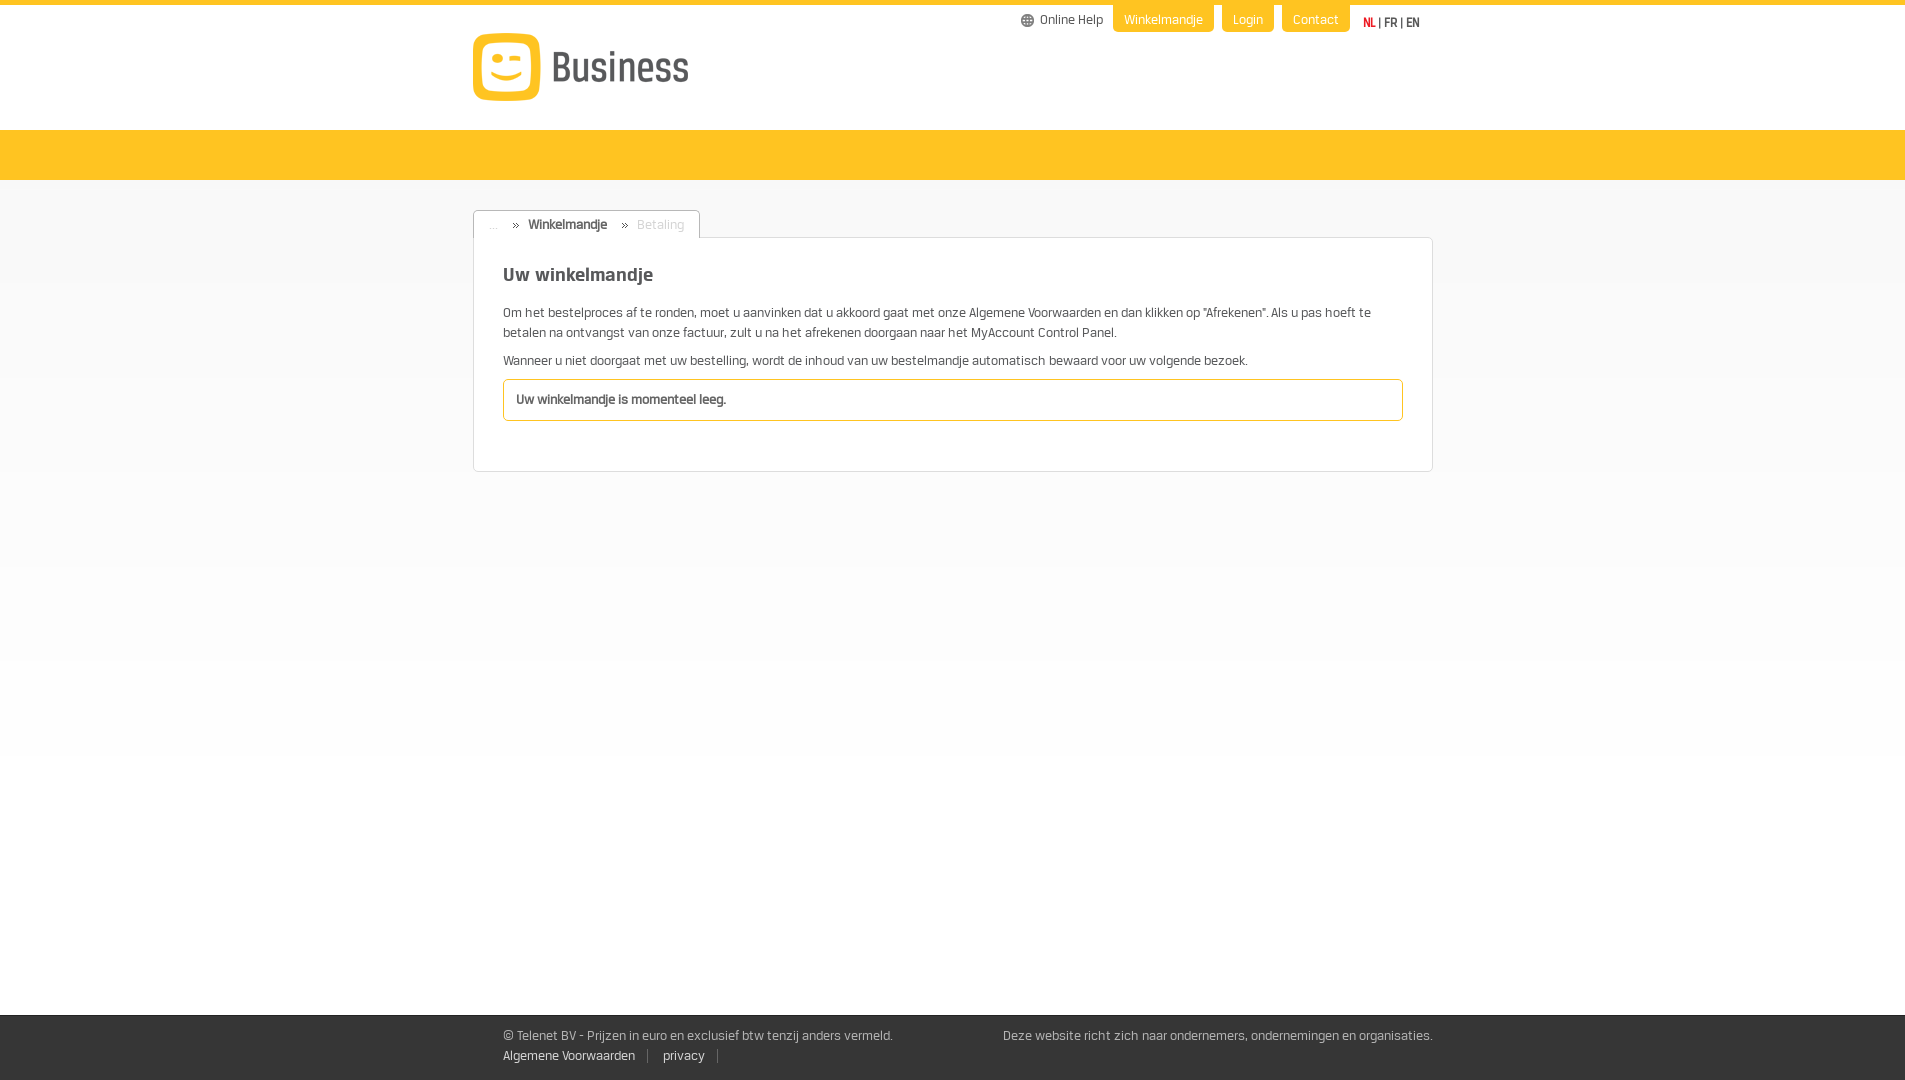 Online Help Winkelmandje Login Contact NL | FR | EN
Business
... » Winkelmandje » Betaling
Uw winkelmandje
Om het bestelproces af te ronden, moet u aanvinken dat u akkoord gaat met onze Algemene Voorwaarden en dan klikken op "Afrekenen". Als u pas hoeft te
betalen na ontvangst van onze factuur, zult u na het afrekenen doorgaan naar het MyAccount Control Panel.
Wanneer u niet doorgaat met uw bestelling, wordt de inhoud van uw bestelmandje automatisch bewaard voor uw volgende bezoek.
Uw winkelmandje is momenteel leeg.
© Telenet BV - Prijzen in euro en exclusief btw tenzij anders vermeld. Deze website richt zich naar ondernemers, ondernemingen en organisaties.
Algemene Voorwaarden | privacy |